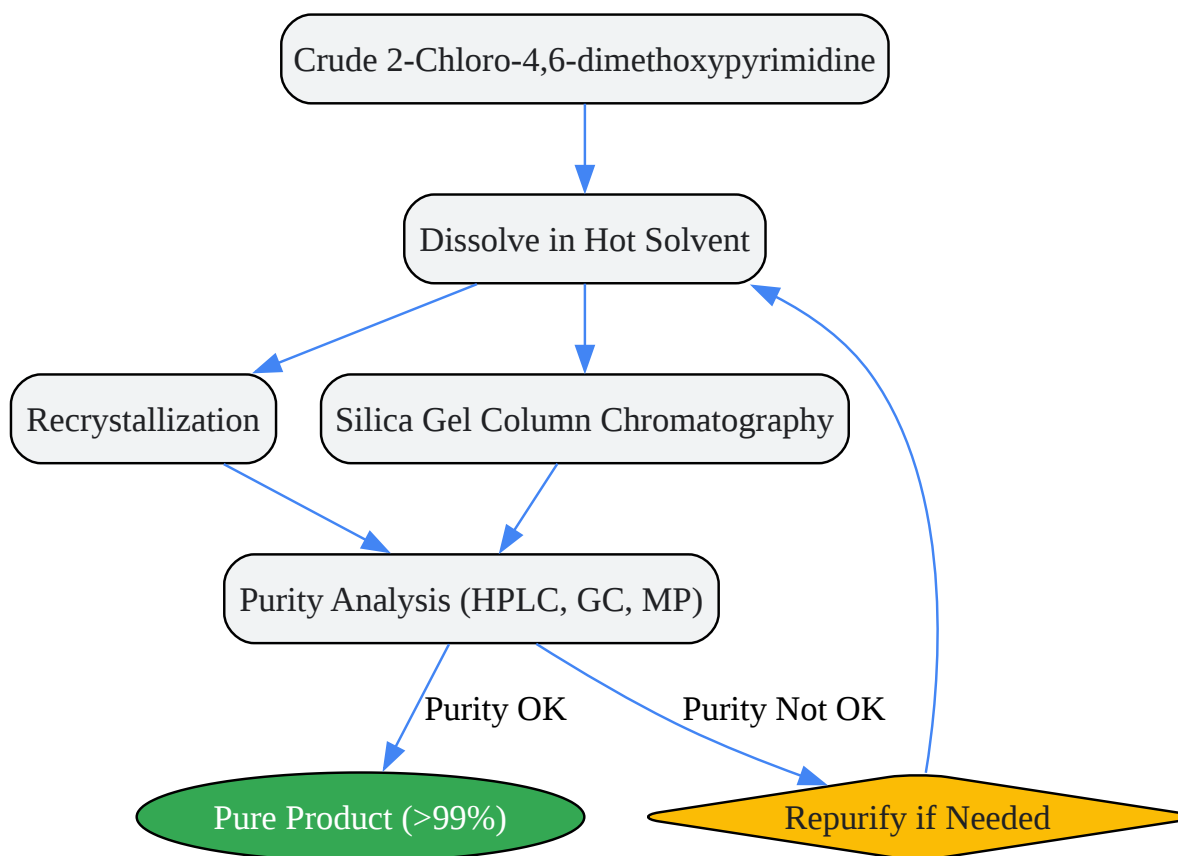 Crude 2-Chloro-4,6-dimethoxypyrimidine
Dissolve in Hot Solvent
Recrystallization
Silica Gel Column Chromatography
Purity Analysis (HPLC, GC, MP)
Purity OK
Purity Not OK
Pure Product (>99%)
Repurify if Needed